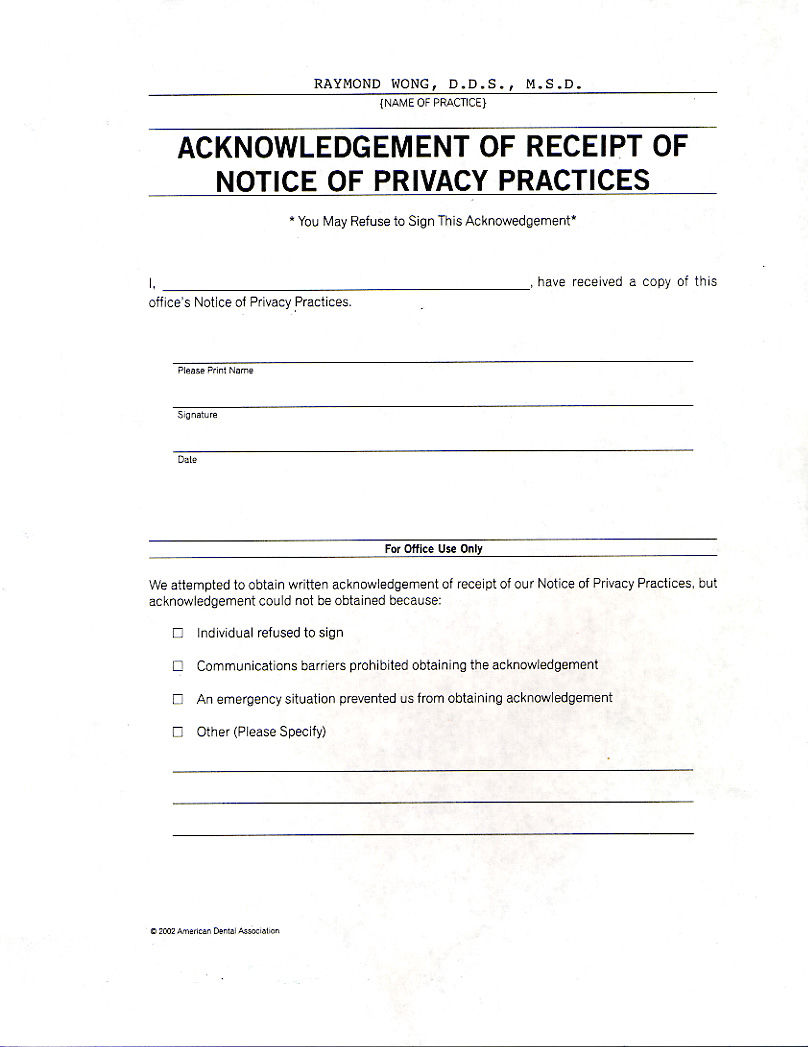 RAYMOND WONG, D.D.S., M.S.D.
{NAME OF PRACTICE}
ACKNOWLEDGEMENT OF RECEIPT OF
NOTICE OF PRIVACY PRACTICES
* You May Refuse to Sign This Acknowedgement*
I, ______________________________, have received a copy of this
office's Notice of Privacy Practices.
Please Print Name
Signature
Date
For Office Use Only
We attempted to obtain written acknowledgement of receipt of our Notice of Privacy Practices, but
acknowledgement could not be obtained because:
☐ Individual refused to sign
☐ Communications barriers prohibited obtaining the acknowledgement
☐ An emergency situation prevented us from obtaining acknowledgement
☐ Other (Please Specify)
© 2002 American Dental Association